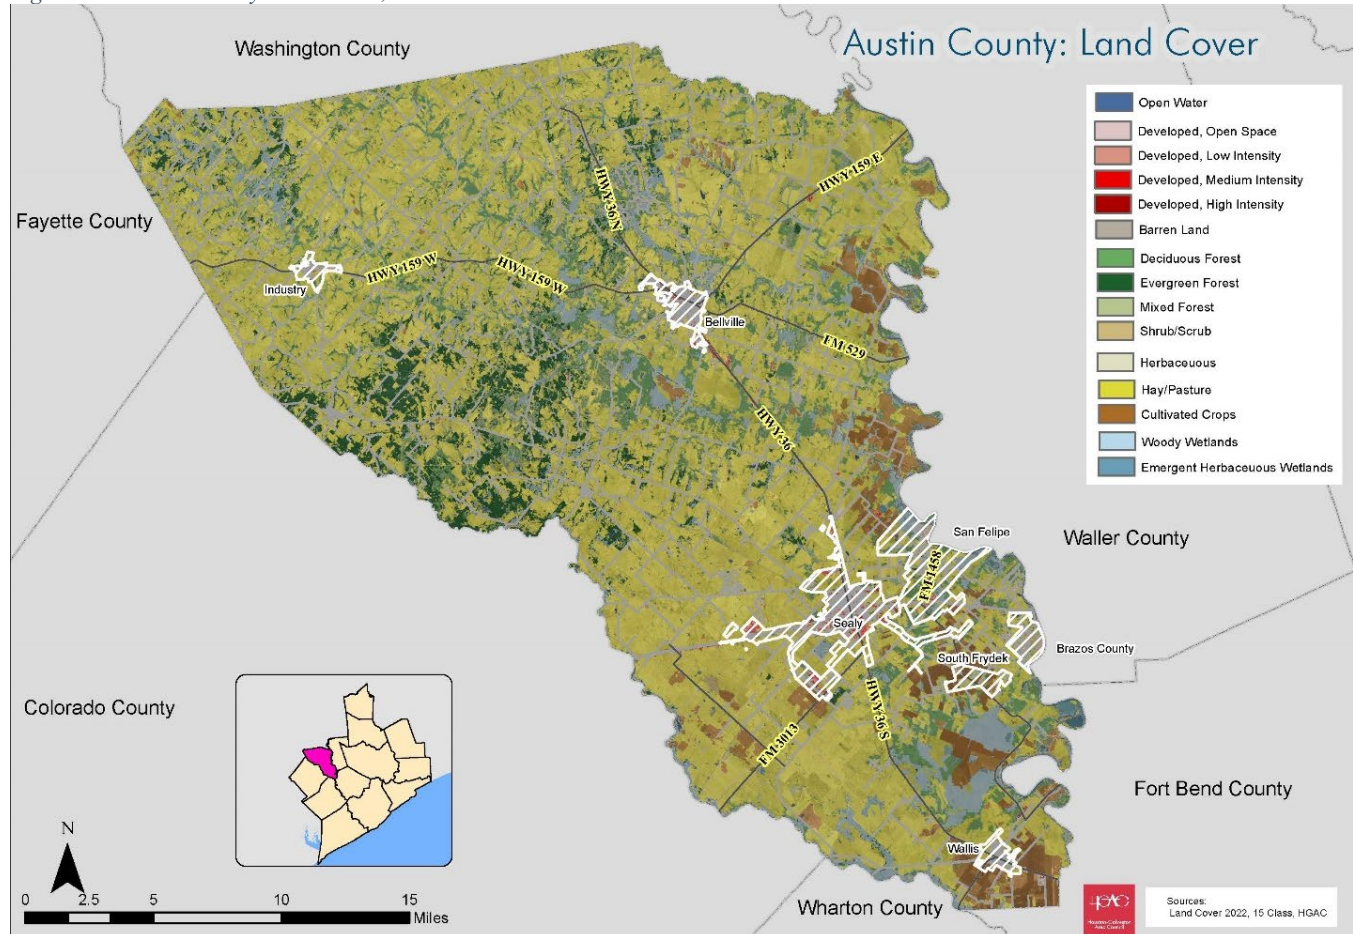 Austin County: Land Cover
Washington County
Fayette County
Colorado County
Wharton County
Waller County
Fort Bend County
Brazos County
HWY 36 N
HWY 159 E
HWY 159 W
HWY 159 W
Industry
Bellville
FM 529
HWY 36
San Felipe
FM 1458
Sealy
South Frydek
HWY 36 S
FM 3013
Wallis
Open Water
Developed, Open Space
Developed, Low Intensity
Developed, Medium Intensity
Developed, High Intensity
Barren Land
Deciduous Forest
Evergreen Forest
Mixed Forest
Shrub/Scrub
Herbaceuous
Hay/Pasture
Cultivated Crops
Woody Wetlands
Emergent Herbaceuous Wetlands
N
0 2.5 5 10 15
Miles
Houston-Galveston
Area Council
Sources:
Land Cover 2022, 15 Class, HGAC